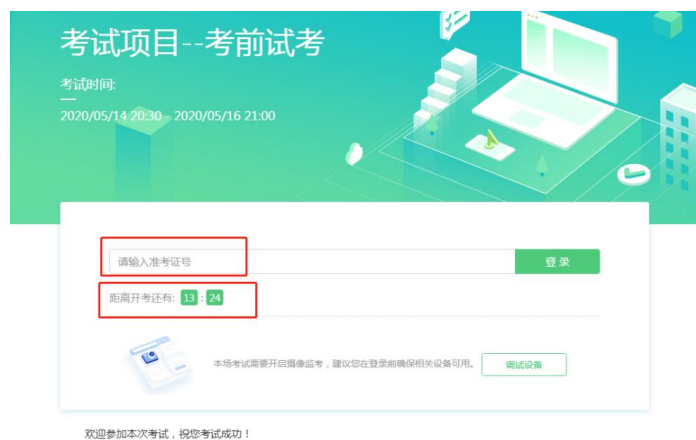 考试项目--考前试考
考试时间:
2020/05/14 20:30 - 2020/05/16 21:00
请输入准考证号
登 录
距离开考还有: 13 : 24
本场考试需要开启摄像监考，建议您在登录前确保相关设备可用。
调试设备
欢迎参加本次考试，祝您考试成功！